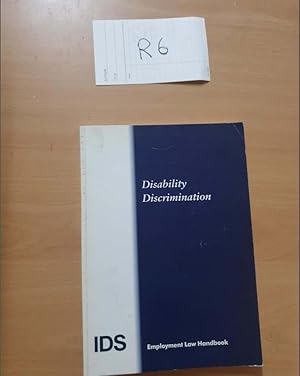 R6
Disability
Discrimination
IDS Employment Law Handbook